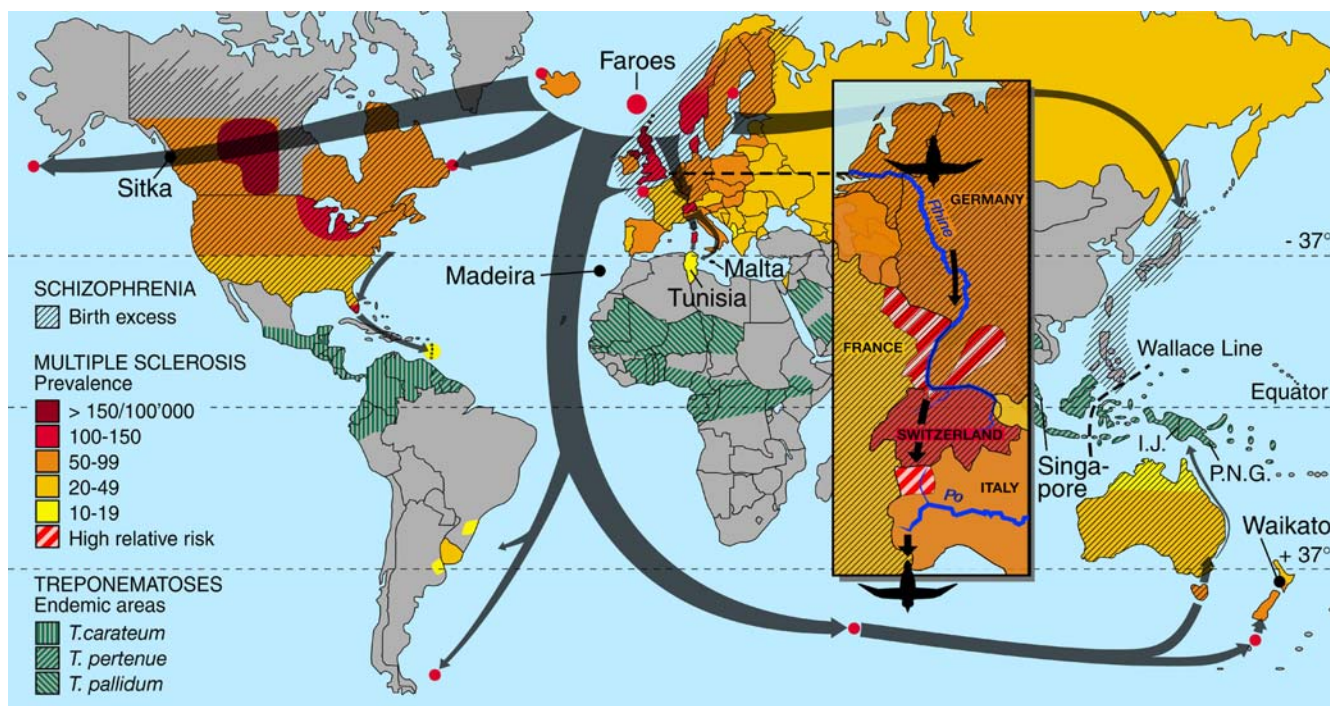 Faroes
Sitka
GERMANY
Rhine
- 37°
Madeira
Malta
Tunisia
SCHIZOPHRENIA
Birth excess
FRANCE
Wallace Line
MULTIPLE SCLEROSIS
Prevalence
> 150/100'000
100-150
50-99
20-49
10-19
High relative risk
Equator
SWITZERLAND
I.J.
Singa-
pore
P.N.G.
ITALY
Po
Waikato
+ 37°
TREPONEMATOSES
Endemic areas
T.carateum
T. pertenue
T. pallidum